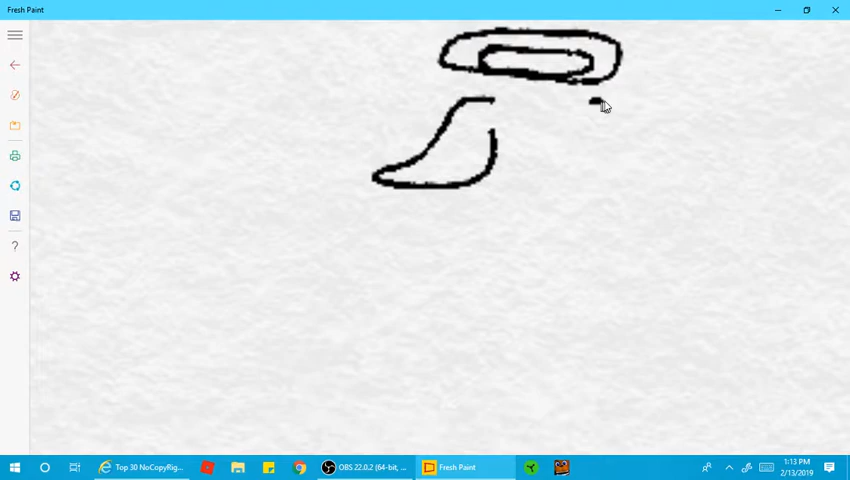 Fresh Paint
?
Top 30 NoCopyRig...
OBS 22.0.2 (64-bit, ...
Fresh Paint
1:13 PM
2/13/2019